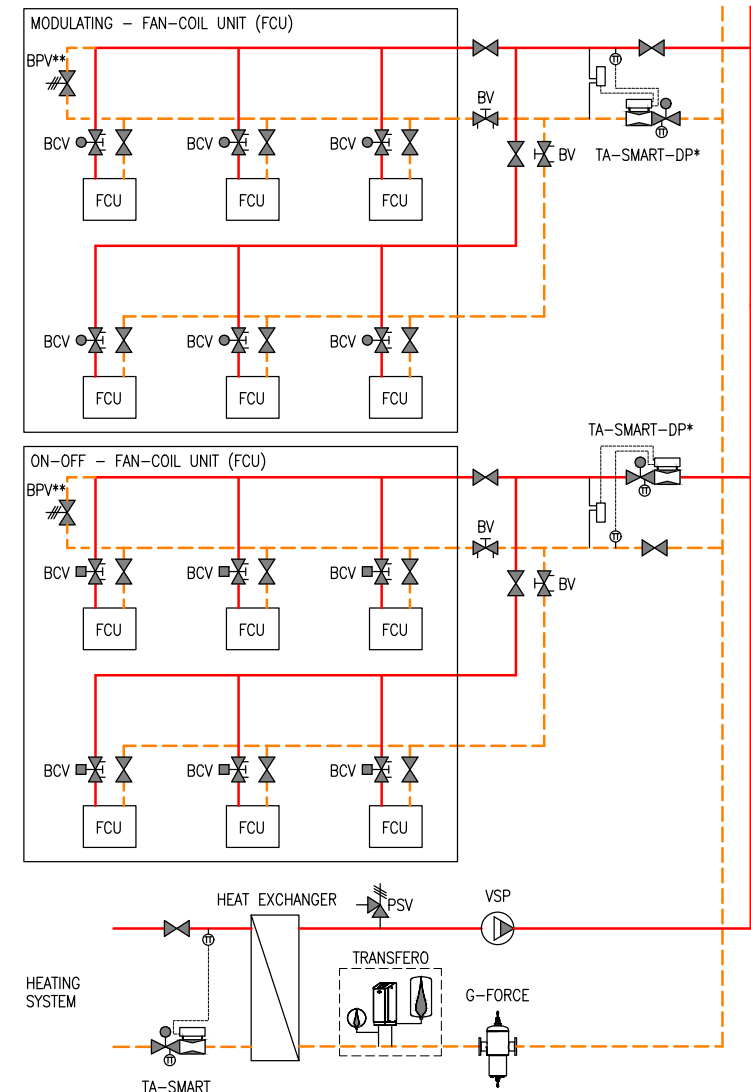 MODULATING - FAN-COIL UNIT (FCU)
BPV**
BV
BCV
BCV
BCV
BV
TA-SMART-DP*
FCU
FCU
FCU
BCV
BCV
BCV
FCU
FCU
FCU
TA-SMART-DP*
ON-OFF - FAN-COIL UNIT (FCU)
BPV**
BV
BCV
BCV
BCV
BV
FCU
FCU
FCU
BCV
BCV
BCV
FCU
FCU
FCU
HEAT EXCHANGER
PSV
VSP
TRANSFERO
HEATING
SYSTEM
G-FORCE
TA-SMART